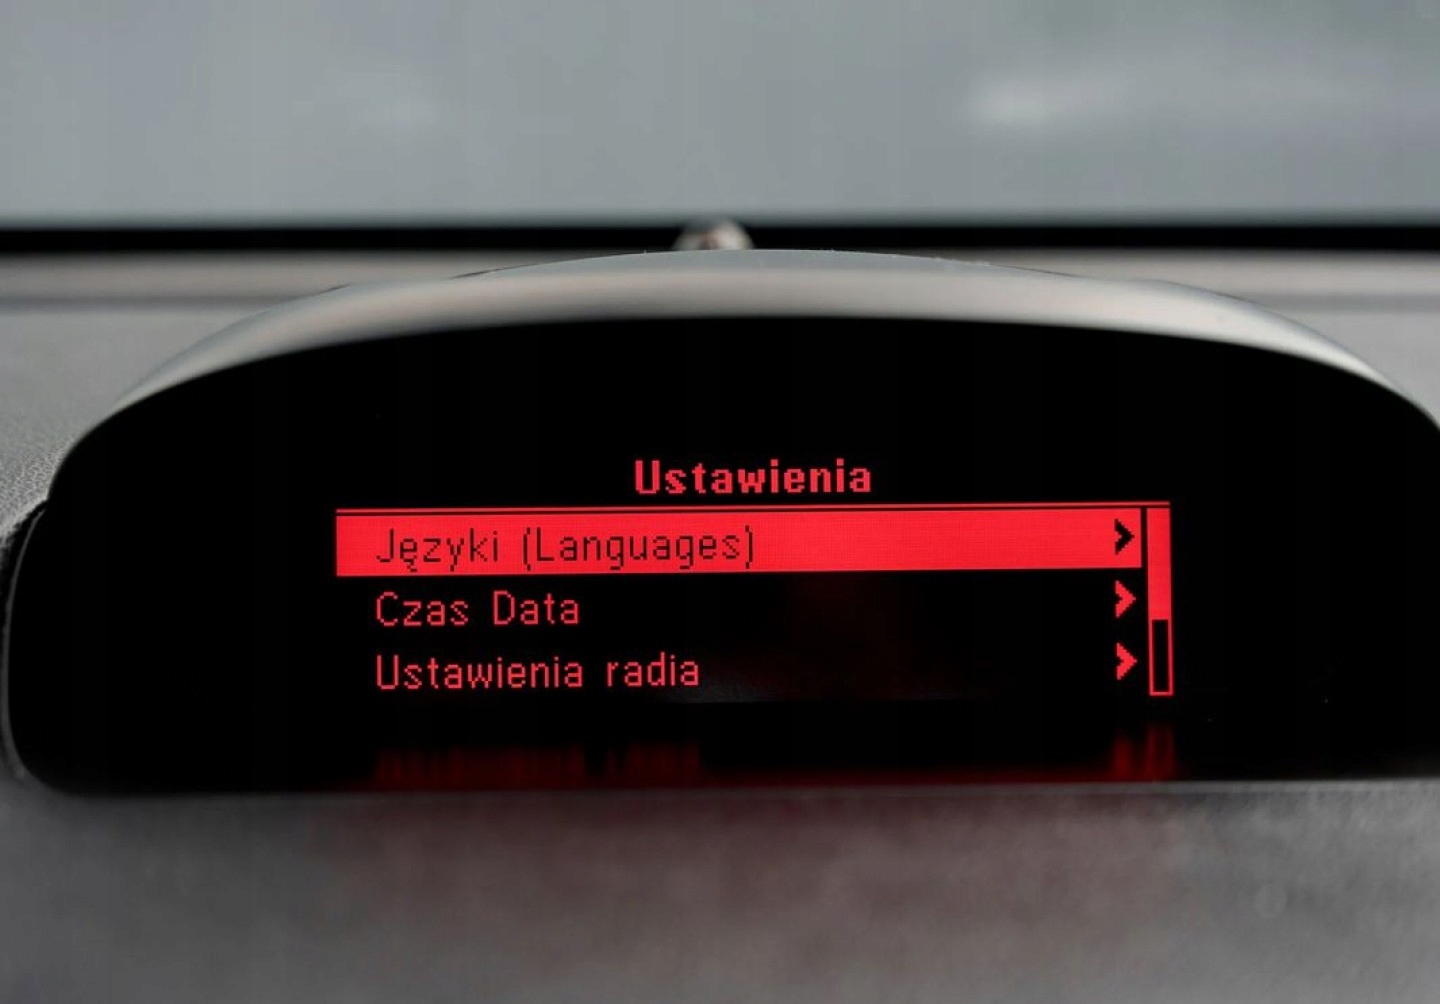 Ustawienia
Języki (Languages)
Czas Data
Ustawienia radia